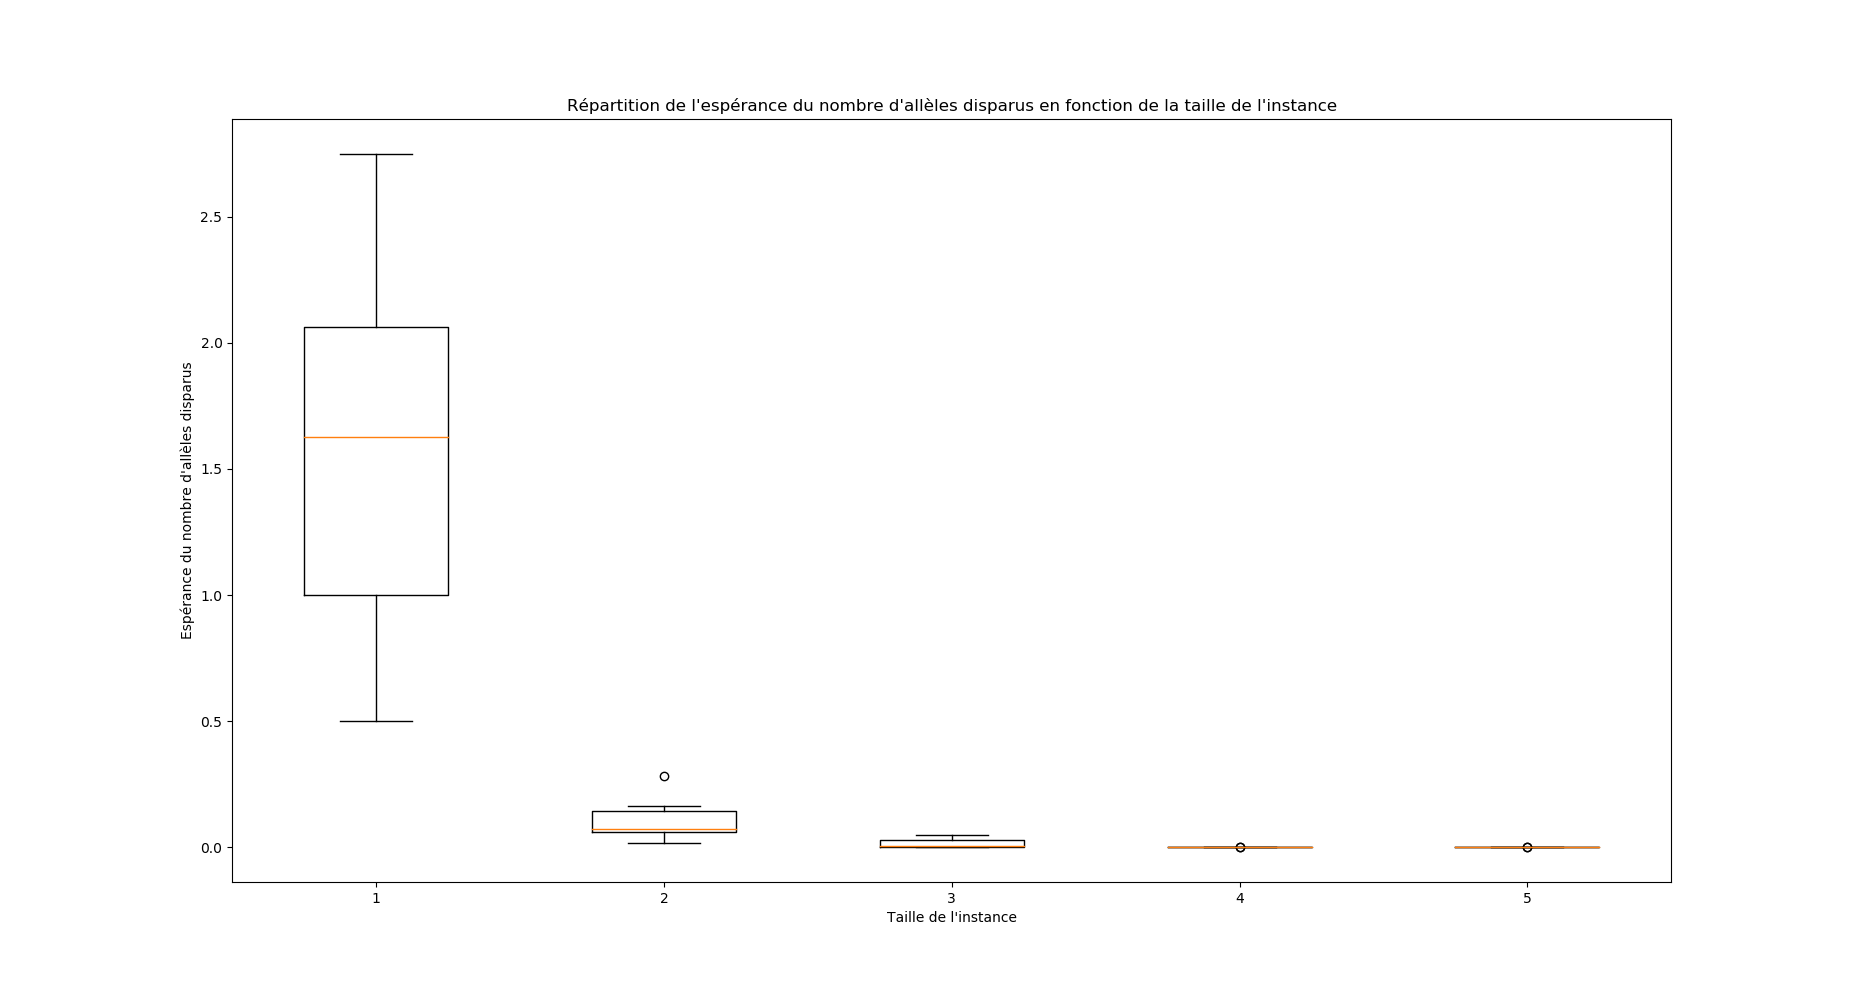 Répartition de l'espérance du nombre d'allèles disparus en fonction de la taille de l'instance
Espérance du nombre d'allèles disparus
2.5
2.0
1.5
1.0
0.5
0.0
1 2 3 4 5
Taille de l'instance